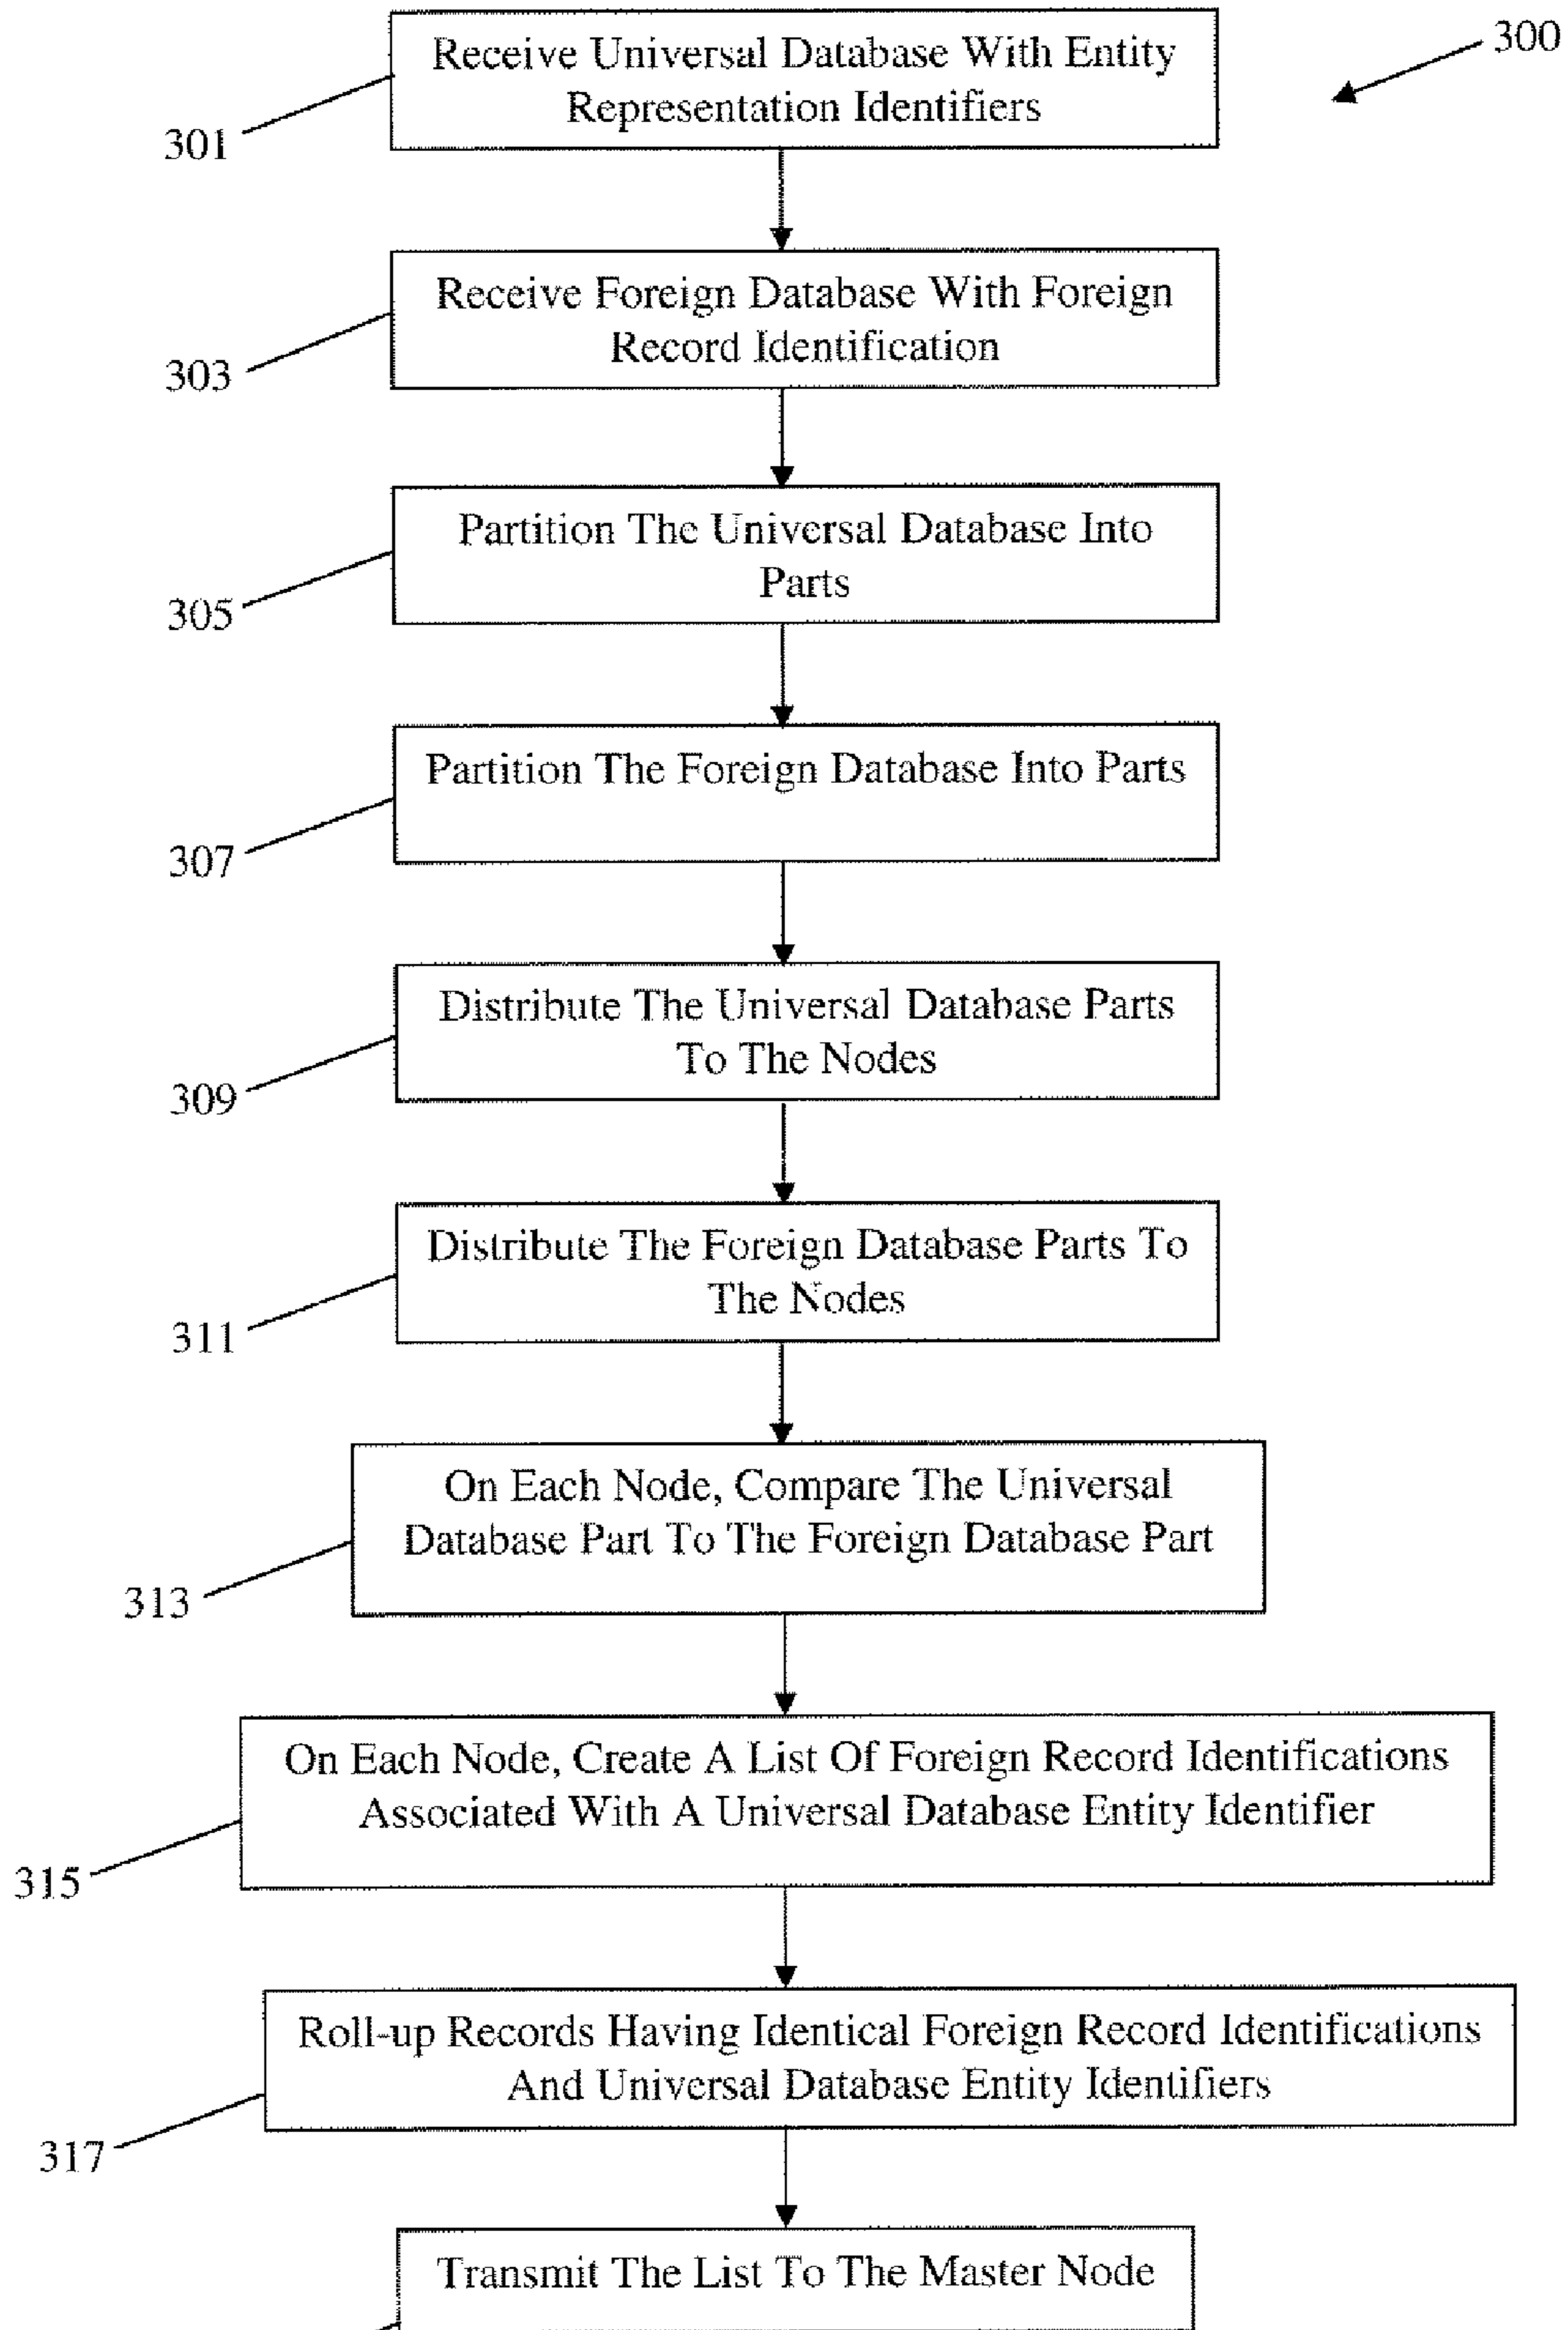 300
Receive Universal Database With Entity
Representation Identifiers
301
Receive Foreign Database With Foreign
Record Identification
303
Partition The Universal Database Into
Parts
305
Partition The Foreign Database Into Parts
307
Distribute The Universal Database Parts
To The Nodes
309
Distribute The Foreign Database Parts To
The Nodes
311
On Each Node, Compare The Universal
Database Part To The Foreign Database Part
313
On Each Node, Create A List Of Foreign Record Identifications
Associated With A Universal Database Entity Identifier
315
Roll-up Records Having Identical Foreign Record Identifications
And Universal Database Entity Identifiers
317
Transmit The List To The Master Node